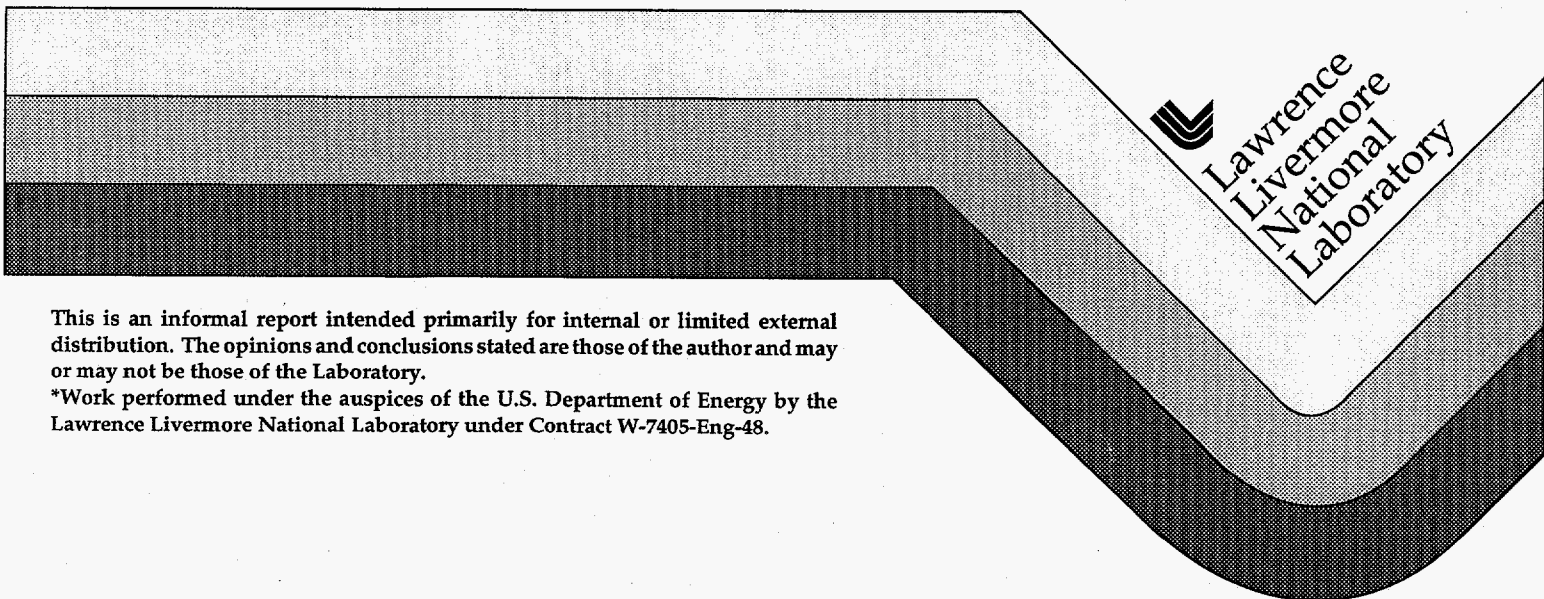 Lawrence
Livermore
National
Laboratory
This is an informal report intended primarily for internal or limited external
distribution. The opinions and conclusions stated are those of the author and may
or may not be those of the Laboratory.
*Work performed under the auspices of the U.S. Department of Energy by the
Lawrence Livermore National Laboratory under Contract W-7405-Eng-48.